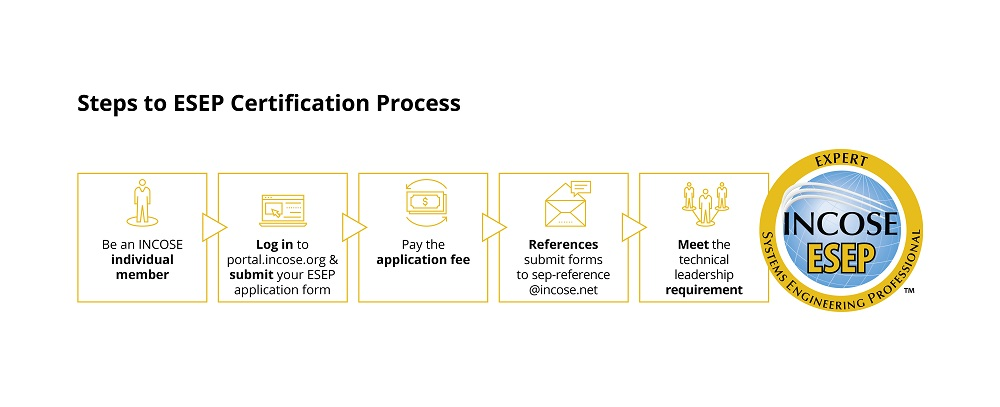 Steps to ESEP Certification Process
Be an INCOSE
individual
member
Log in to
portal.incose.org &
submit your ESEP
application form
$
Pay the
application fee
References
submit forms
to sep-reference
@incose.net
Meet the
technical
leadership
requirement
EXPERT
INCOSE
ESEP
SYSTEMS ENGINEERING PROFESSIONAL
TM